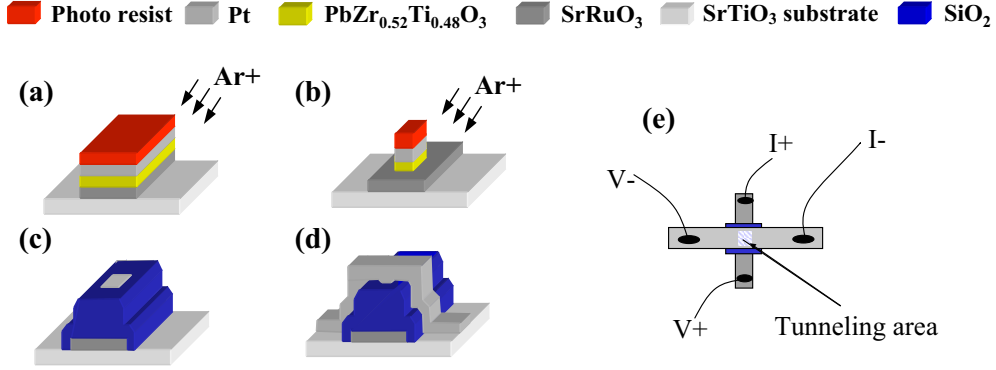 Photo resist Pt PbZr0.52Ti0.48O3 SrRuO3 SrTiO3 substrate SiO2
(a) Ar+ (b) Ar+ (e)
I+ I-
V-
(c) (d)
V+ Tunneling area